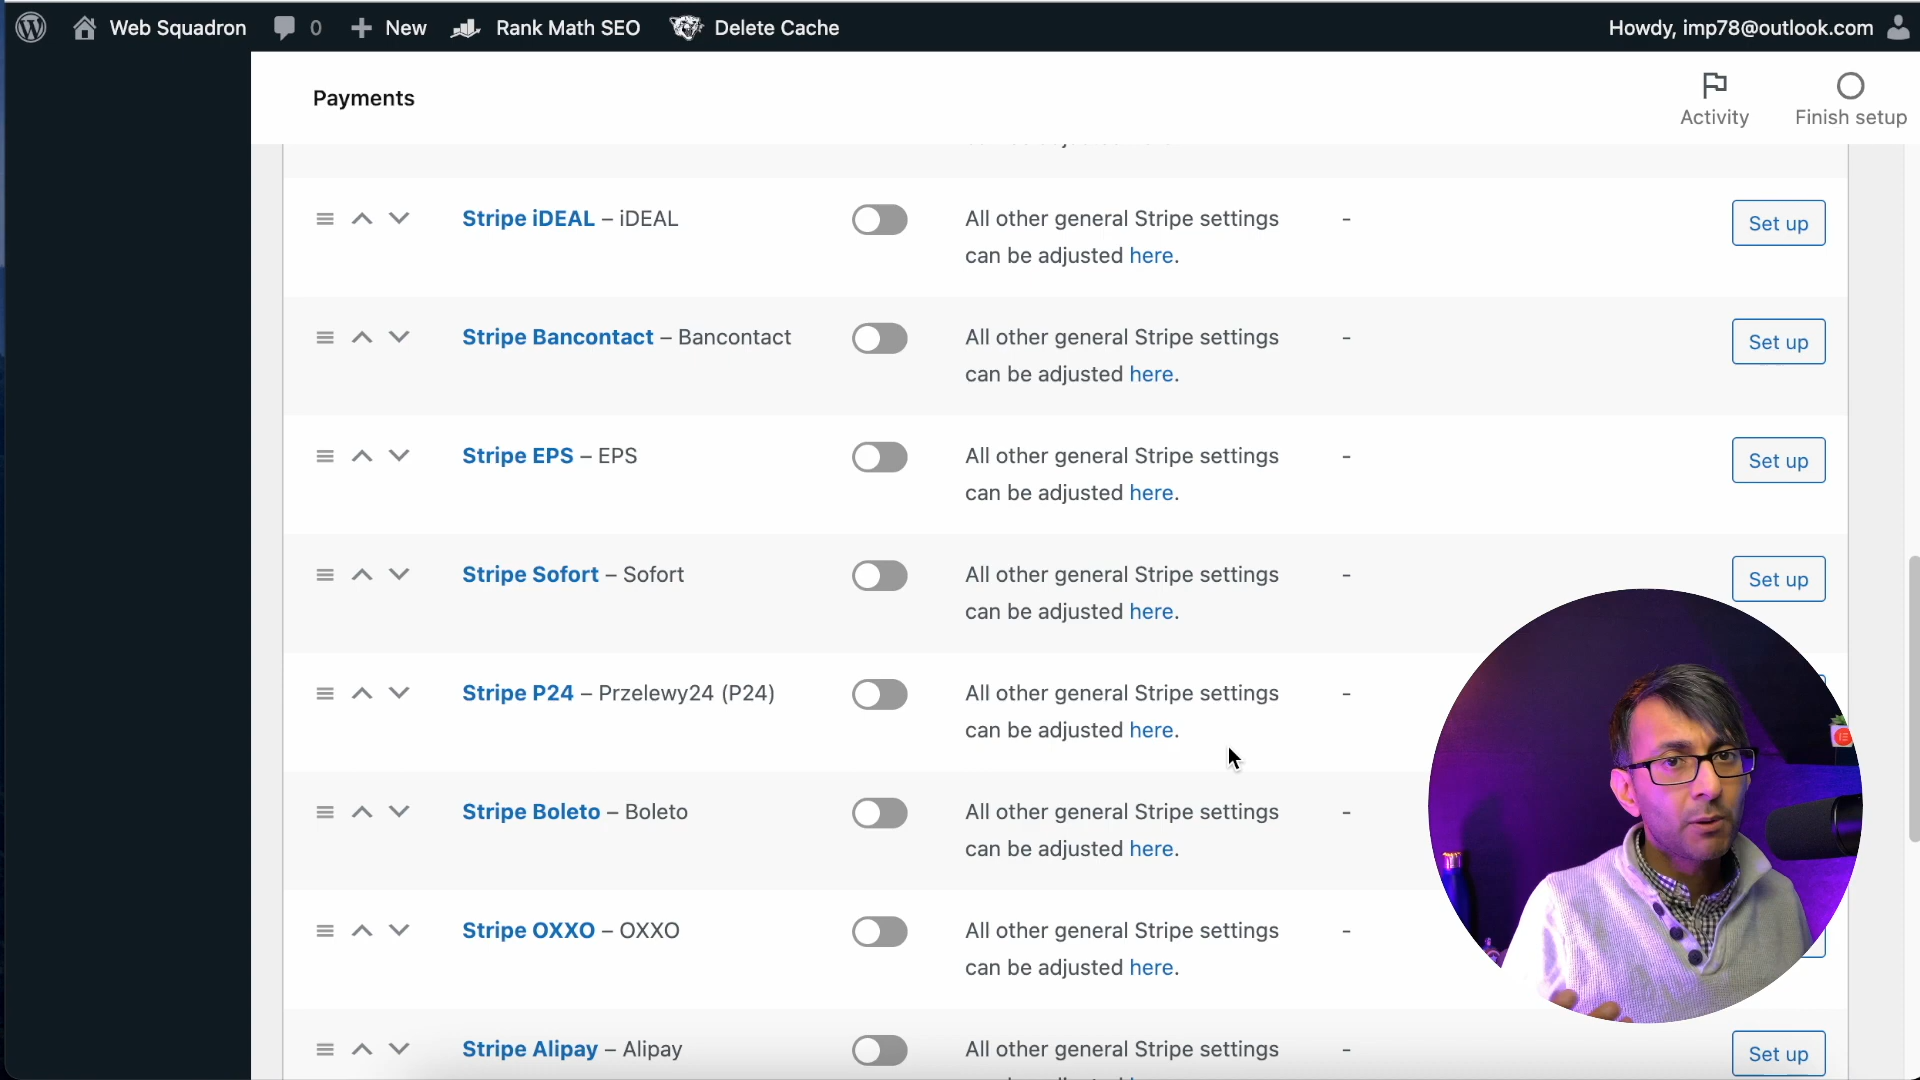 Web Squadron 0 New Rank Math SEO Delete Cache Howdy, imp78@outlook.com
Payments
Activity Finish setup
Stripe iDEAL – iDEAL All other general Stripe settings can be adjusted here. - Set up
Stripe Bancontact – Bancontact All other general Stripe settings can be adjusted here. - Set up
Stripe EPS – EPS All other general Stripe settings can be adjusted here. - Set up
Stripe Sofort – Sofort All other general Stripe settings can be adjusted here. - Set up
Stripe P24 – Przelewy24 (P24) All other general Stripe settings can be adjusted here. -
Stripe Boleto – Boleto All other general Stripe settings can be adjusted here. -
Stripe OXXO – OXXO All other general Stripe settings can be adjusted here. -
Stripe Alipay – Alipay All other general Stripe settings - Set up